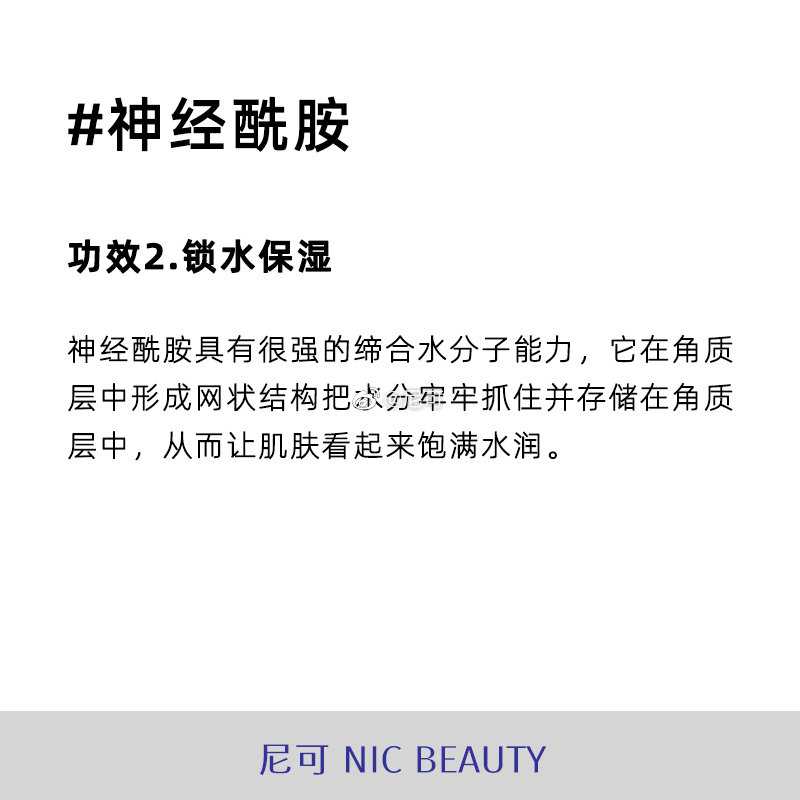 #神经酰胺
功效2.锁水保湿
神经酰胺具有很强的缔合水分子能力，它在角质
层中形成网状结构把水分牢牢抓住并存储在角质
层中，从而让肌肤看起来饱满水润。
尼可 NIC BEAUTY